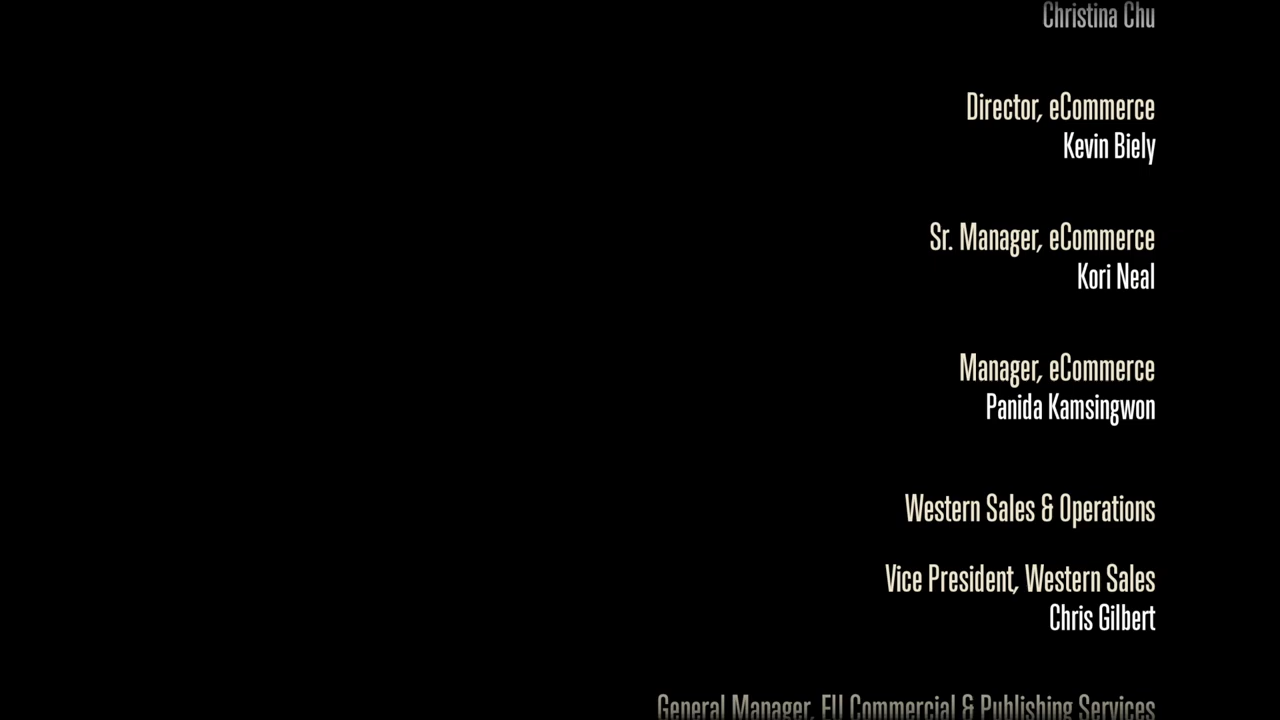 Christina Chu
Director, eCommerce
Kevin Biely
Sr. Manager, eCommerce
Kori Neal
Manager, eCommerce
Panida Kamsingwon
Western Sales & Operations
Vice President, Western Sales
Chris Gilbert
General Manager, EU Commercial & Publishing Services